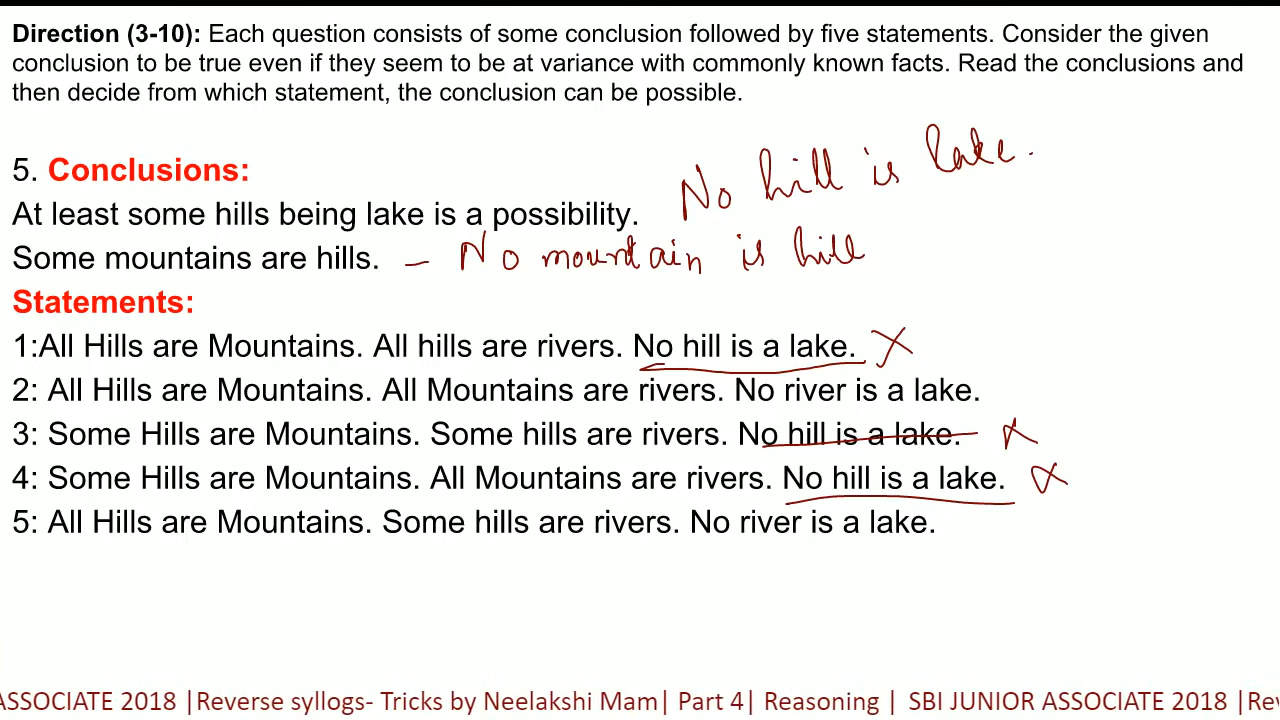 Direction (3-10): Each question consists of some conclusion followed by five statements. Consider the given
conclusion to be true even if they seem to be at variance with commonly known facts. Read the conclusions and
then decide from which statement, the conclusion can be possible.
5. Conclusions:
No hill is lake.
At least some hills being lake is a possibility.
Some mountains are hills. - No mountain is hill
Statements:
1:All Hills are Mountains. All hills are rivers. No hill is a lake. X
2: All Hills are Mountains. All Mountains are rivers. No river is a lake.
3: Some Hills are Mountains. Some hills are rivers. No hill is a lake. X
4: Some Hills are Mountains. All Mountains are rivers. No hill is a lake. X
5: All Hills are Mountains. Some hills are rivers. No river is a lake.
ASSOCIATE 2018 |Reverse syllogs- Tricks by Neelakshi Mam| Part 4| Reasoning | SBI JUNIOR ASSOCIATE 2018 |Re